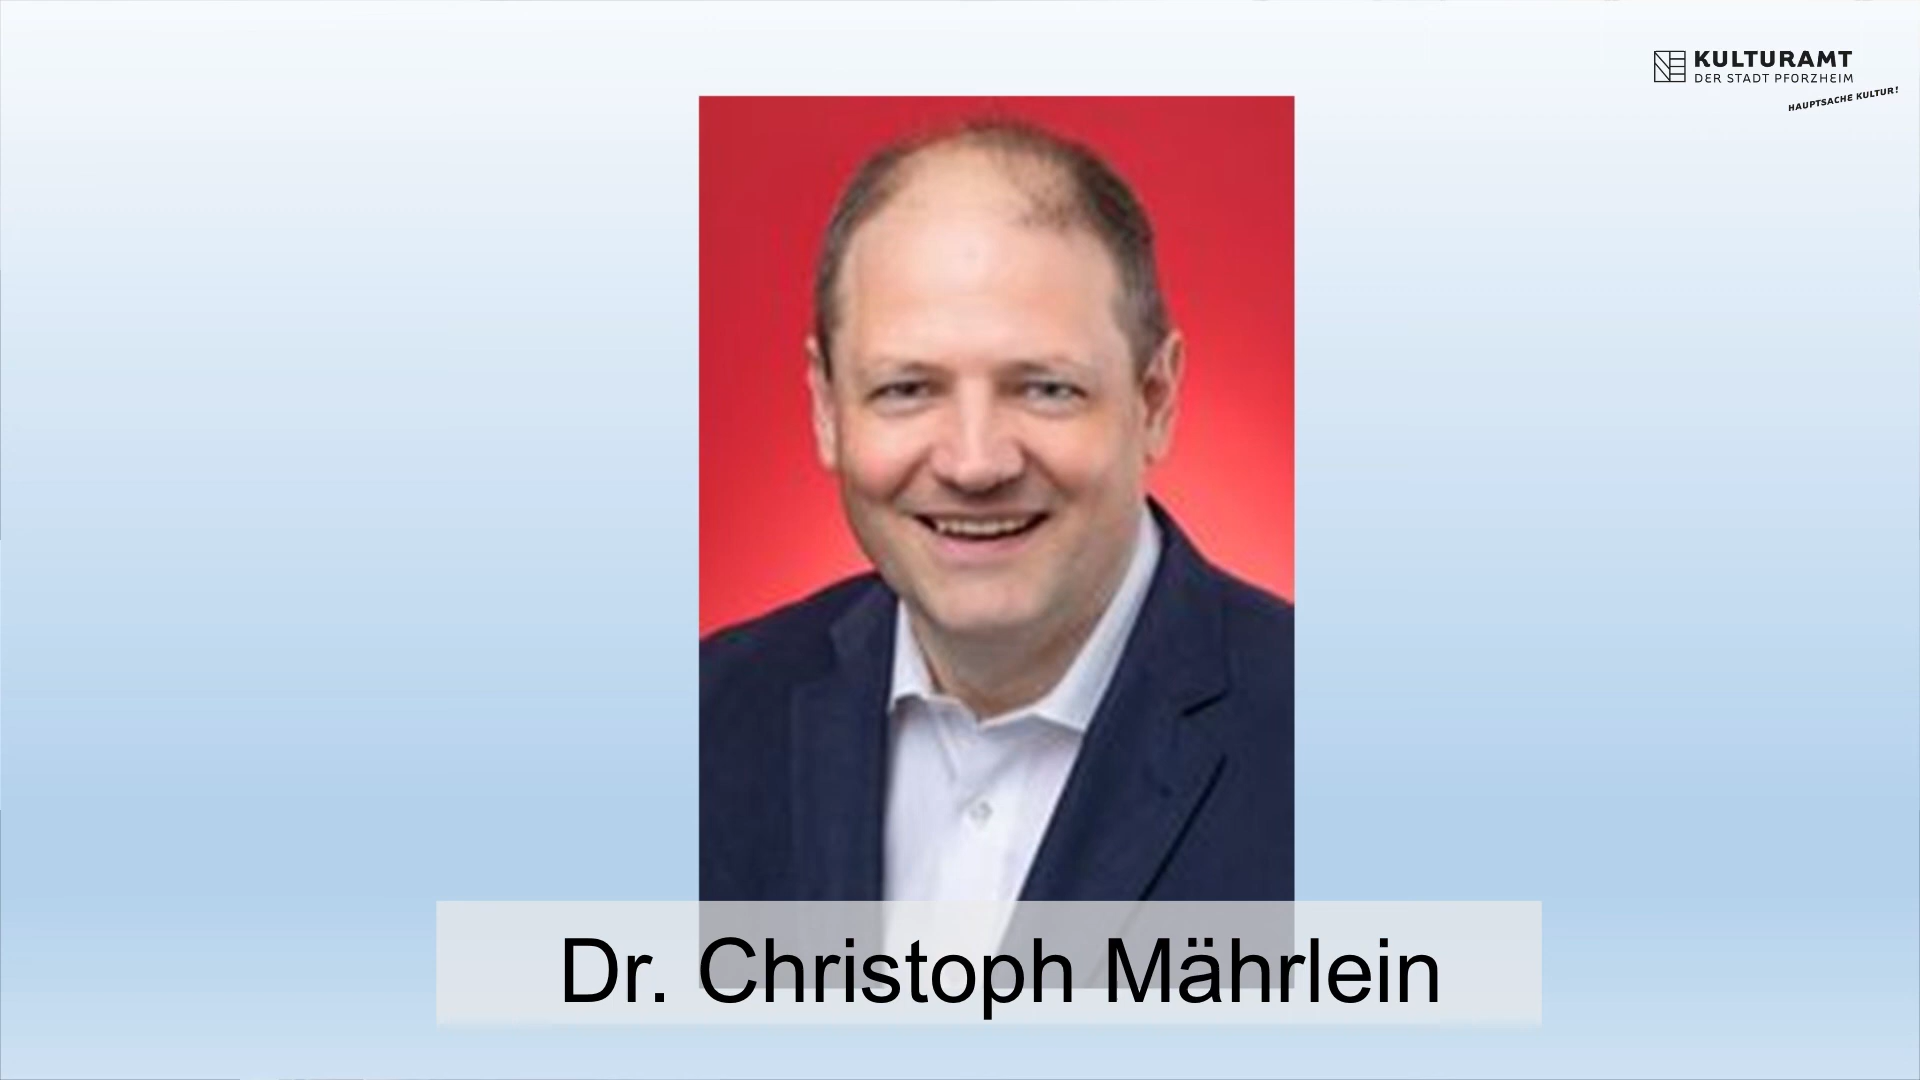 KULTURAMT
DER STADT PFORZHEIM
HAUPTSACHE KULTUR!
Dr. Christoph Mährlein